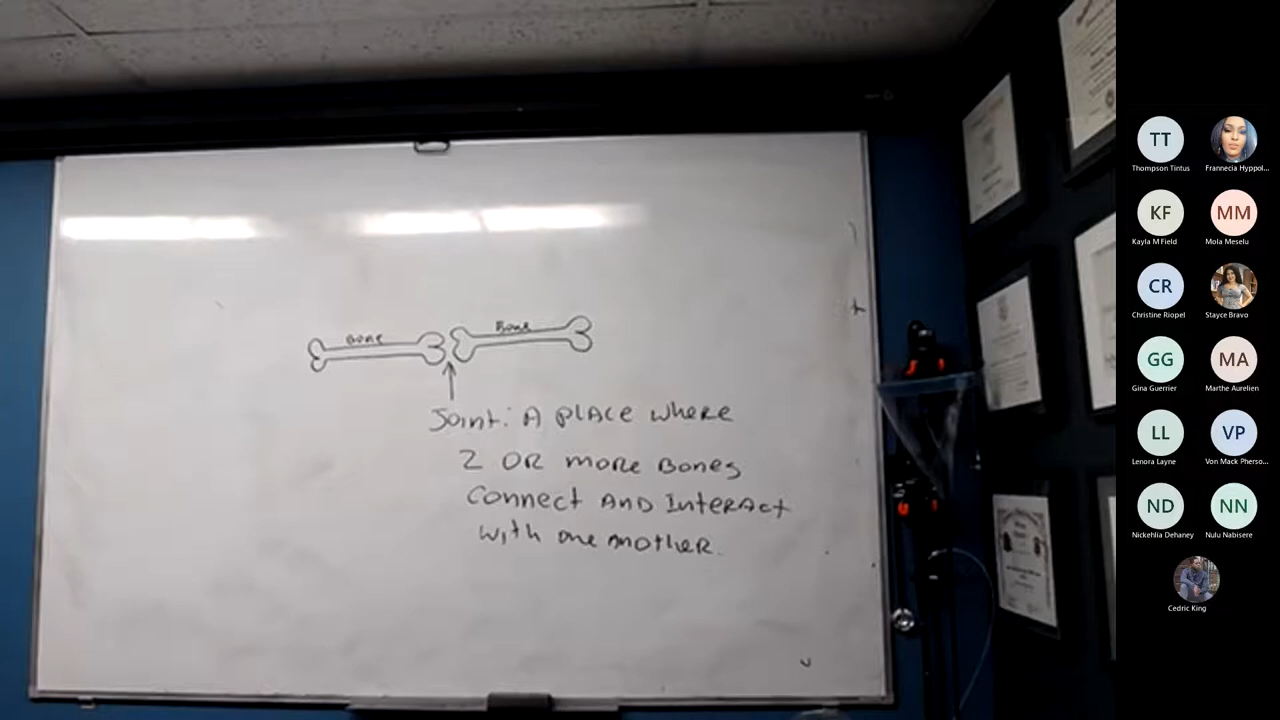 Bone
Bone
Joint: A place where
2 OR more Bones
Connect AND Interact
with one another.
TT
Thompson Tintus
Frannecia Hyppol...
KF
Kayla M Field
MM
Mola Meselu
CR
Christine Riopel
Stayce Bravo
GG
Gina Guerrier
MA
Marthe Aurelien
LL
Lenora Layne
VP
Von Mack Pherso...
ND
Nickehlia Dehaney
NN
Nulu Nabisere
Cedric King